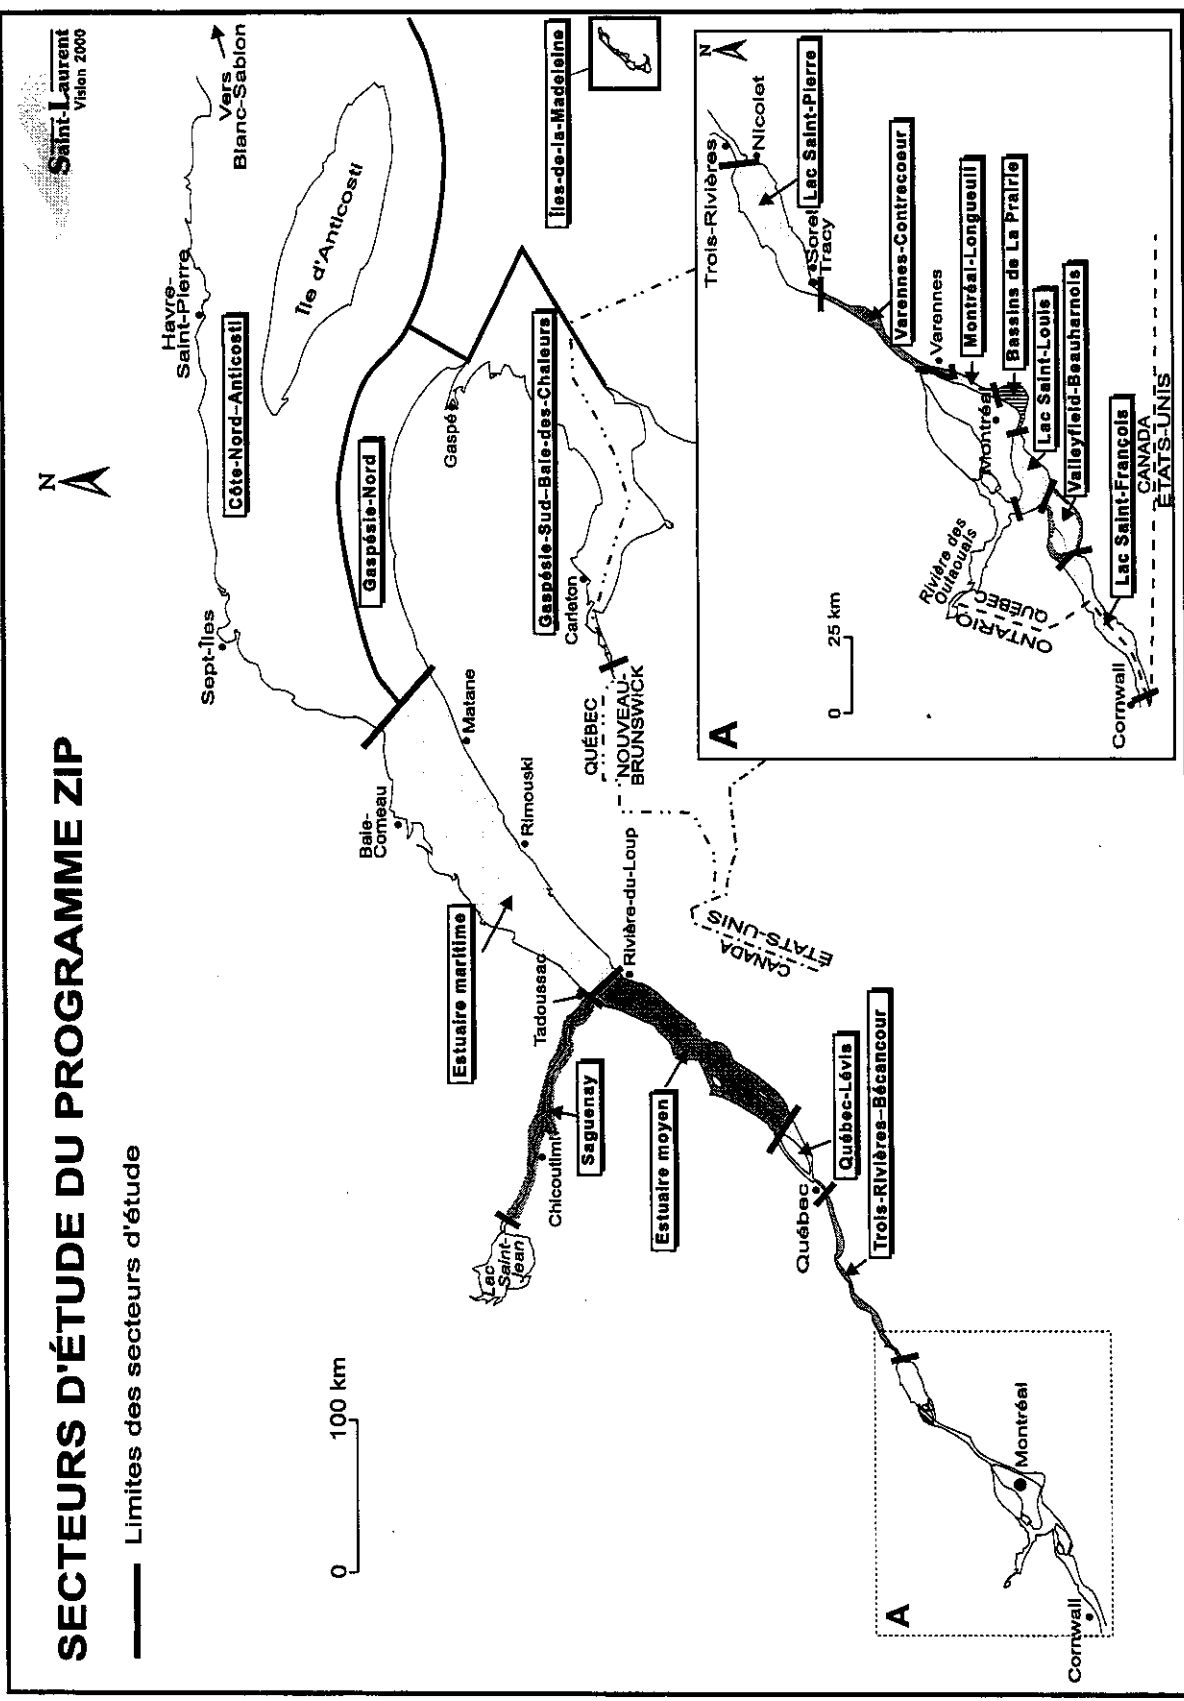 SECTEURS D'ÉTUDE DU PROGRAMME ZIP
Limites des secteurs d'étude
Saint-Laurent
Vision 2000
0
100 km
N
Vers
Blanc-Sablon
Havre-
Saint-Pierre
Sept-Îles
Côte-Nord–Anticosti
Île d'Anticosti
Baie-
Comeau
Gaspésie-Nord
Gaspé
Îles-de-la-Madeleine
Estuaire maritime
Matane
Gaspésie-Sud–Baie-des-Chaleurs
Carleton
Rimouski
Tadoussac
QUÉBEC
NOUVEAU-
BRUNSWICK
Lac
Saint-
Jean
Chicoutimi
Saguenay
Rivière-du-Loup
Estuaire moyen
CANADA
ÉTATS-UNIS
Québec
Québec-Lévis
Trois-Rivières–Bécancour
A
Montréal
Cornwall
A
0
25 km
N
Trois-Rivières
Nicolet
Lac Saint-Pierre
Sorel
Tracy
Varennes-Contrecoeur
Varennes
Montréal-Longueuil
Bassins de La Prairie
Montréal
Lac Saint-Louis
Valleyfield-Beauharnois
Rivière des
Outaouais
ONTARIO
QUÉBEC
Lac Saint-François
Cornwall
CANADA
ÉTATS-UNIS